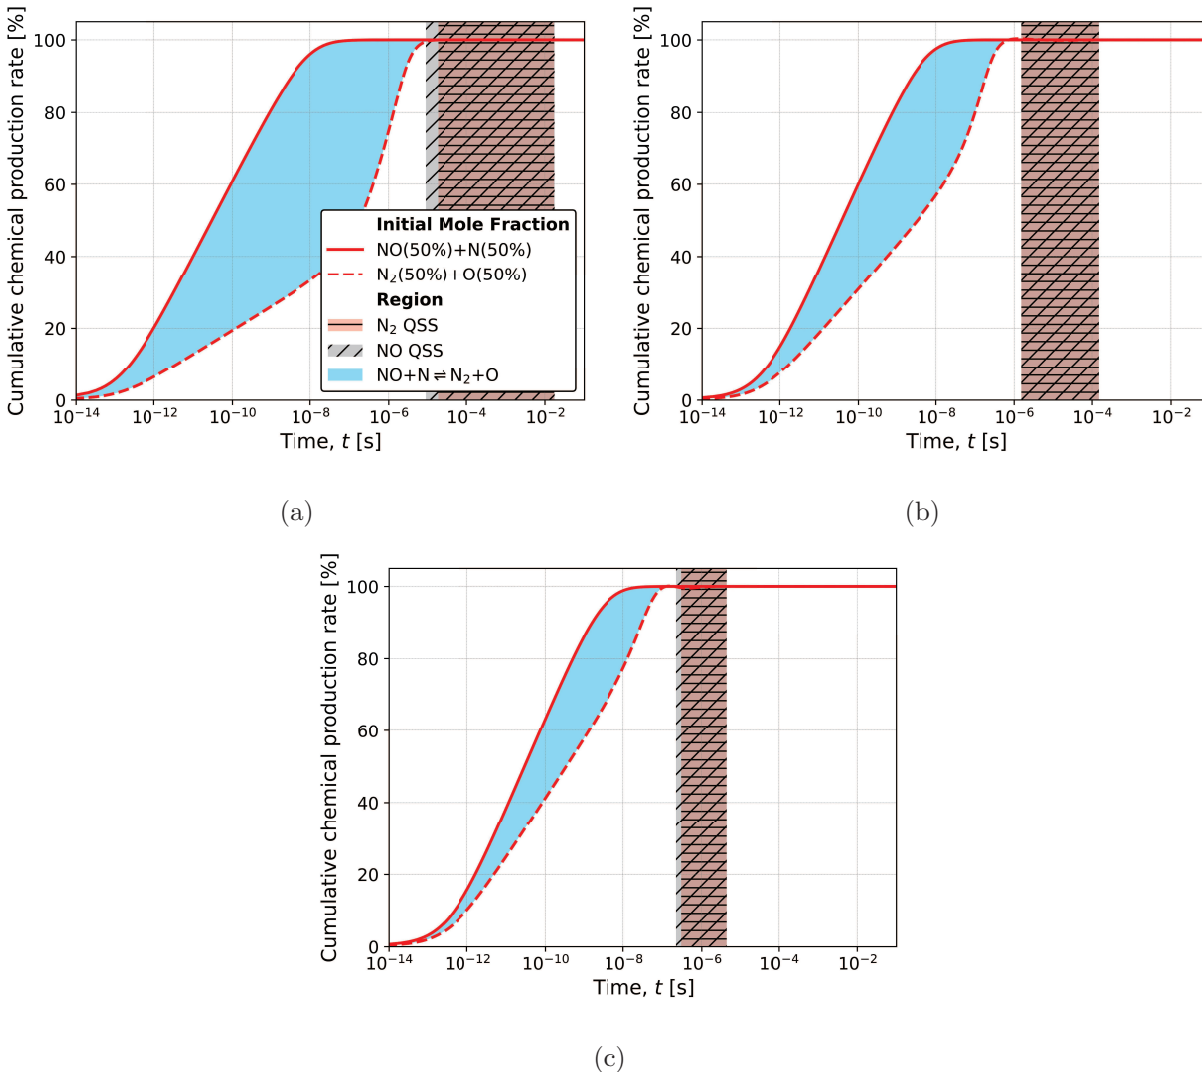 Cumulative chemical production rate [%]
100
80
60
40
20
0
10⁻¹⁴ 10⁻¹² 10⁻¹⁰ 10⁻⁸ 10⁻⁶ 10⁻⁴ 10⁻²
Time, t [s]
Initial Mole Fraction
NO(50%)+N(50%)
N₂(50%)+O(50%)
Region
N₂ QSS
NO QSS
NO+N⇌N₂+O
(a)
Cumulative chemical production rate [%]
100
80
60
40
20
0
10⁻¹⁴ 10⁻¹² 10⁻¹⁰ 10⁻⁸ 10⁻⁶ 10⁻⁴ 10⁻²
Time, t [s]
(b)
Cumulative chemical production rate [%]
100
80
60
40
20
0
10⁻¹⁴ 10⁻¹² 10⁻¹⁰ 10⁻⁸ 10⁻⁶ 10⁻⁴ 10⁻²
Time, t [s]
(c)